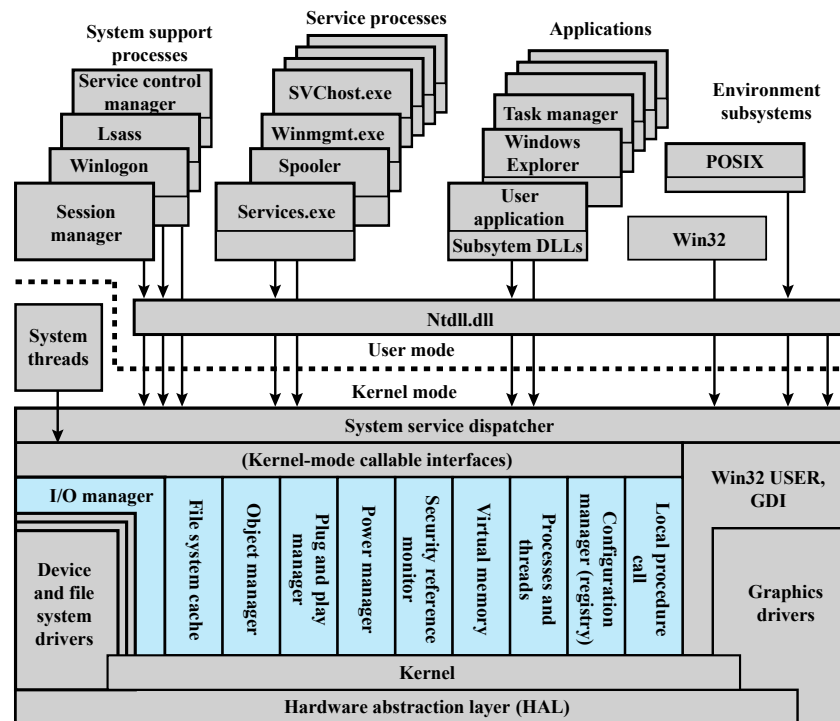 System support
processes
Service control
manager
Lsass
Winlogon
Session
manager
Service processes
SVChost.exe
Winmgmt.exe
Spooler
Services.exe
Applications
Task manager
Windows
Explorer
User
application
Subsytem DLLs
Environment
subsystems
POSIX
Win32
System
threads
Ntdll.dll
User mode
Kernel mode
System service dispatcher
(Kernel-mode callable interfaces)
Win32 USER,
GDI
I/O manager
Device and
and file
system
drivers
File system cache
Object manager
Plug and play
manager
Power manager
Security reference
monitor
Virtual memory
Processes and
threads
Configuration
manager (registry)
Local procedure
call
Graphics
drivers
Kernel
Hardware abstraction layer (HAL)